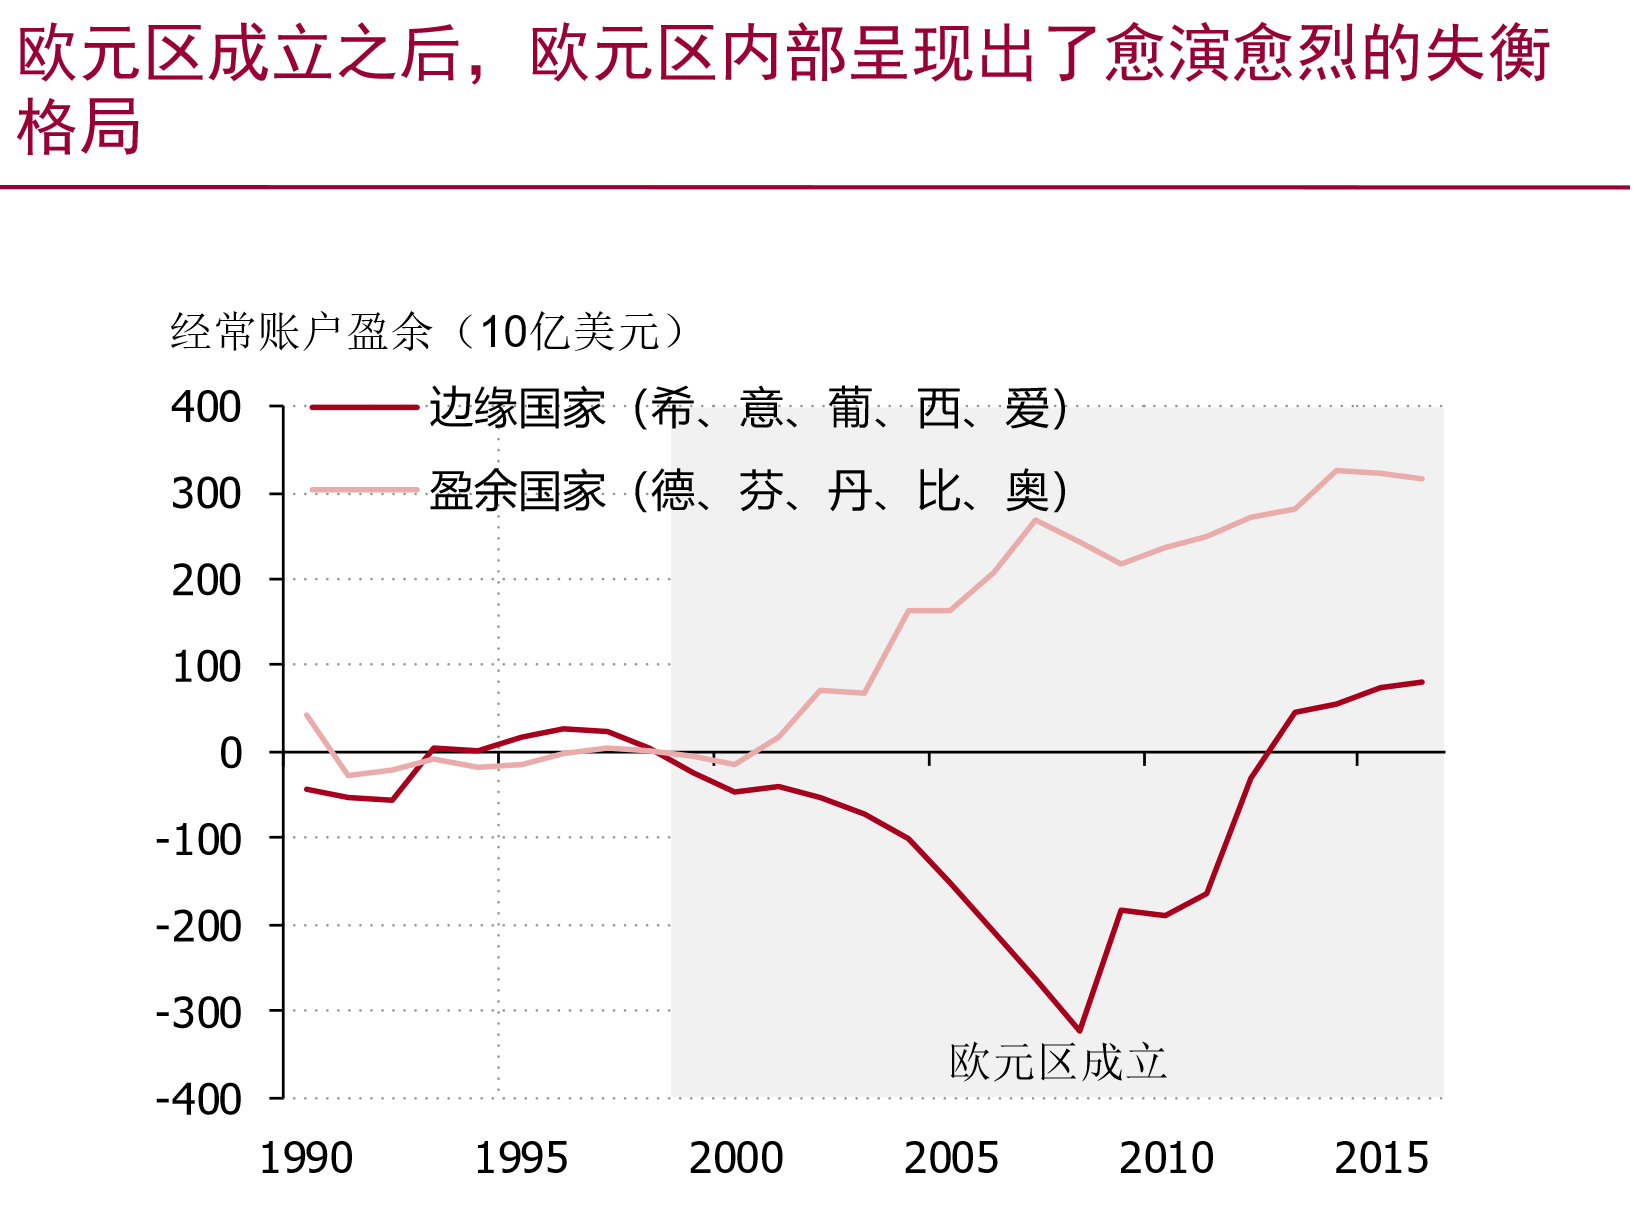 欧元区成立之后，欧元区内部呈现出了愈演愈烈的失衡
格局
经常账户盈余（10亿美元）
边缘国家（希、意、葡、西、爱）
盈余国家（德、芬、丹、比、奥）
400
300
200
100
0
-100
-200
-300
-400
欧元区成立
1990 1995 2000 2005 2010 2015